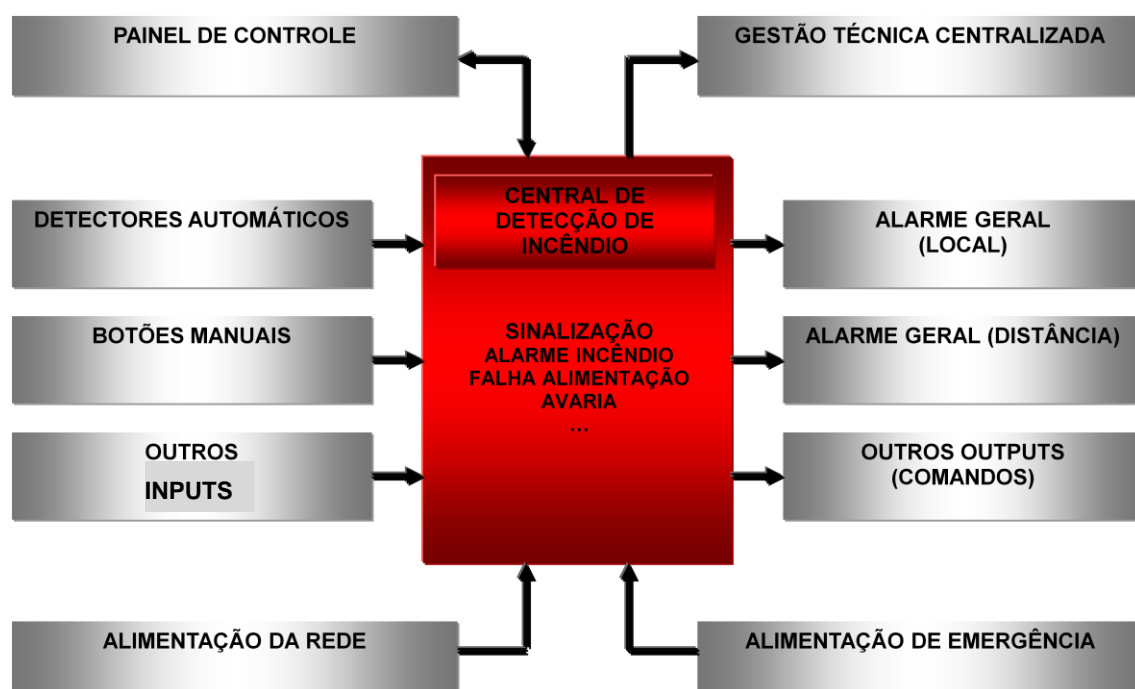 PAINEL DE CONTROLE
GESTÃO TÉCNICA CENTRALIZADA
CENTRAL DE
DETECÇÃO DE
INCÊNDIO
DETECTORES AUTOMÁTICOS
ALARME GERAL
(LOCAL)
BOTÕES MANUAIS
SINALIZAÇÃO
ALARME INCÊNDIO
FALHA ALIMENTAÇÃO
AVARIA
...
ALARME GERAL (DISTÂNCIA)
OUTROS
INPUTS
OUTROS OUTPUTS
(COMANDOS)
ALIMENTAÇÃO DA REDE
ALIMENTAÇÃO DE EMERGÊNCIA